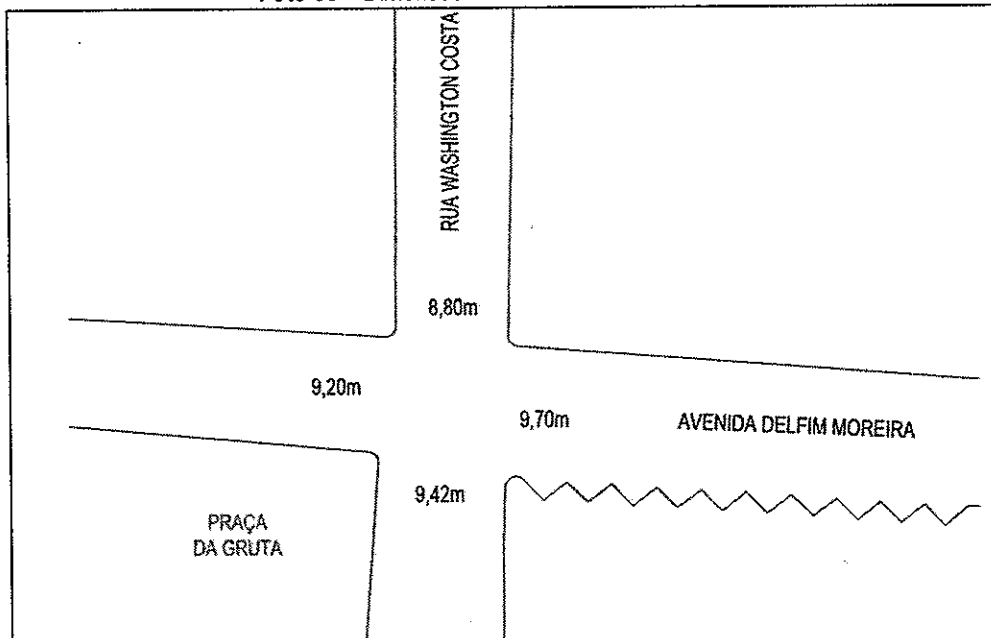 RUA WASHINGTON COSTA
8,80m
9,20m
9,70m
AVENIDA DELFIM MOREIRA
9,42m
PRAÇA
DA GRUTA